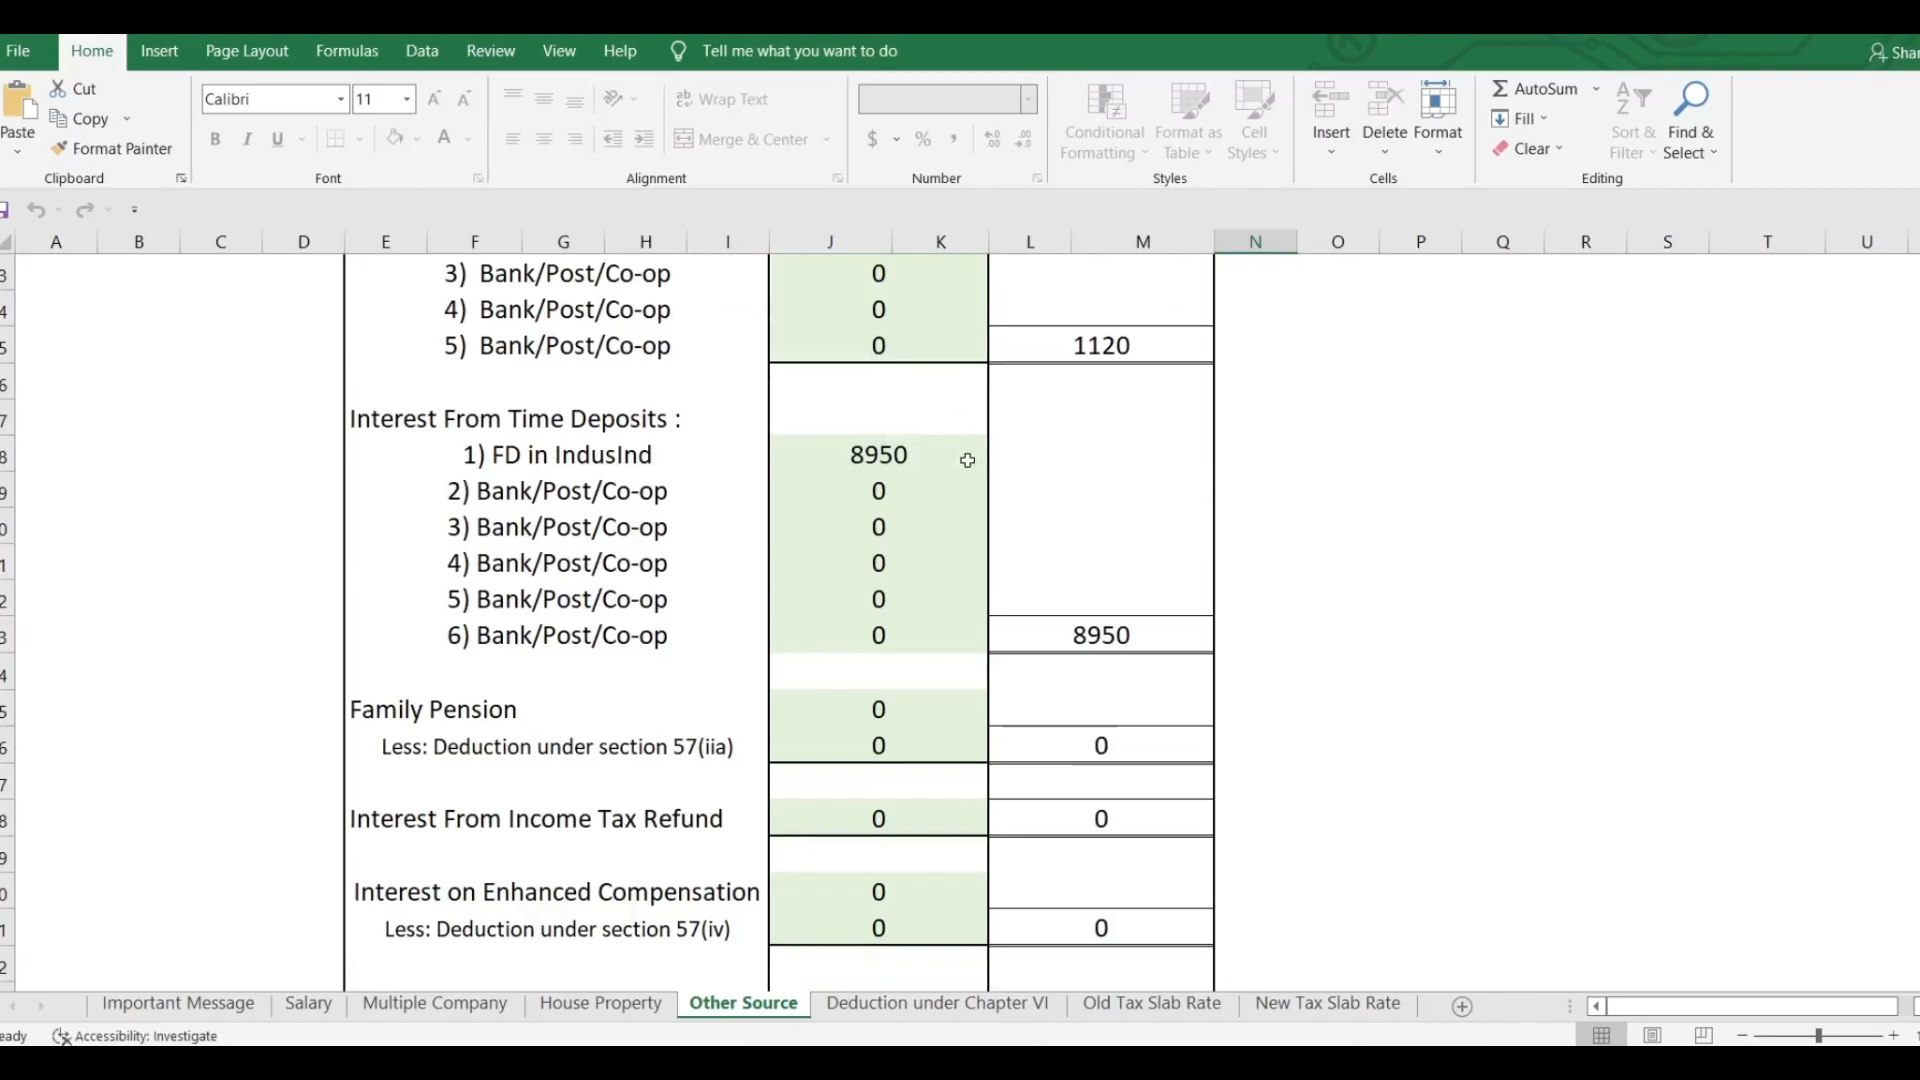 File Home Insert Page Layout Formulas Data Review View Help Tell me what you want to do
Cut
Copy
Paste
Format Painter
Clipboard
Calibri 11
B I U
Font
Wrap Text
Merge & Center
Alignment
$ %
Number
Conditional Formatting
Format as Table
Cell Styles
Styles
Insert Delete Format
Cells
AutoSum
Fill
Clear
Sort & Filter
Find & Select
Editing
A B C D E F G H I J K L M N O P Q R S T U
3) Bank/Post/Co-op 0
4) Bank/Post/Co-op 0
5) Bank/Post/Co-op 0 1120
Interest From Time Deposits :
1) FD in IndusInd 8950
2) Bank/Post/Co-op 0
3) Bank/Post/Co-op 0
4) Bank/Post/Co-op 0
5) Bank/Post/Co-op 0
6) Bank/Post/Co-op 0 8950
Family Pension 0
Less: Deduction under section 57(iia) 0 0
Interest From Income Tax Refund 0 0
Interest on Enhanced Compensation 0
Less: Deduction under section 57(iv) 0 0
Important Message Salary Multiple Company House Property Other Source Deduction under Chapter VI Old Tax Slab Rate New Tax Slab Rate
Accessibility: Investigate